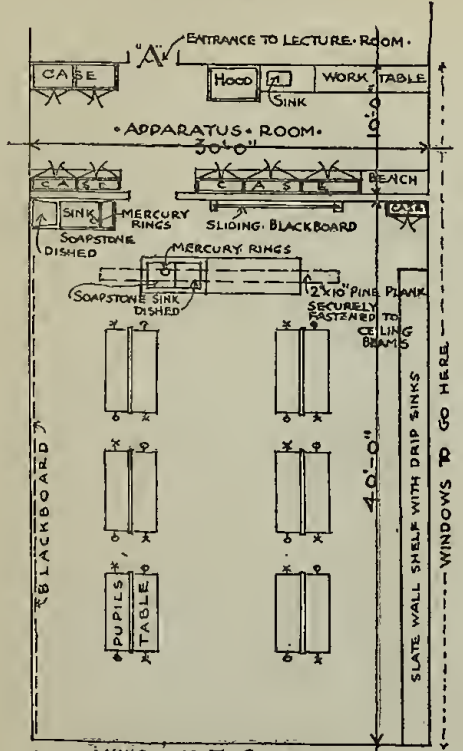 "A" ENTRANCE TO LECTURE·ROOM·
CASE
HOOD
SINK
WORK TABLE
10'-0"
·APPARATUS·ROOM·
30'-0"
CASE
CASE
BENCH
SINK
MERCURY
RINGS
SOAPSTONE
DISHED
SLIDING BLACKBOARD
CASE
MERCURY RINGS
SOAPSTONE SINK
DISHED
2"X10" PINE PLANK
SECURELY
FASTENED TO
CEILING
BEAMS
40'-0"
BLACKBOARD
SLATE WALL SHELF WITH DRIP SINKS
WINDOWS TO GO HERE
PUPILS
TABLE